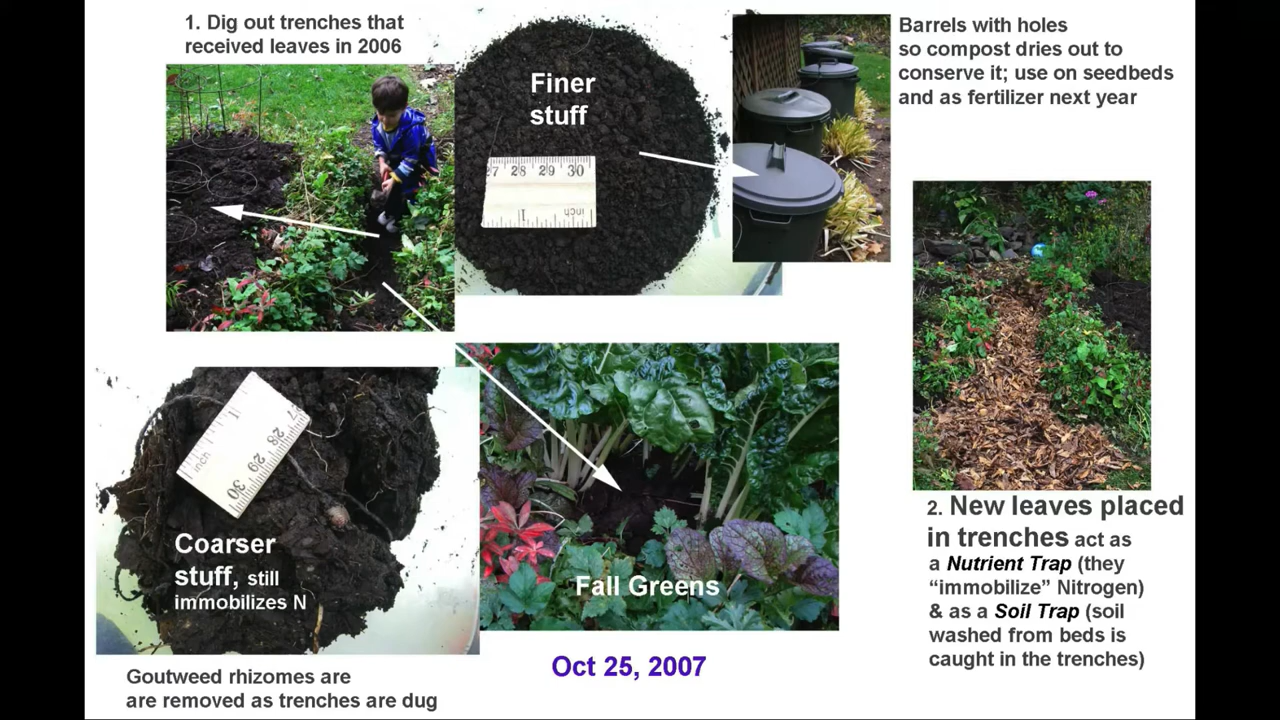 1. Dig out trenches that
received leaves in 2006
Finer
stuff
7 28 29 30
1 inch
Barrels with holes
so compost dries out to
conserve it; use on seedbeds
and as fertilizer next year
27
28
29
30
1
inch
Coarser
stuff, still
immobilizes N
Fall Greens
2. New leaves placed
in trenches act as
a Nutrient Trap (they
“immobilize” Nitrogen)
& as a Soil Trap (soil
washed from beds is
caught in the trenches)
Oct 25, 2007
Goutweed rhizomes are
are removed as trenches are dug